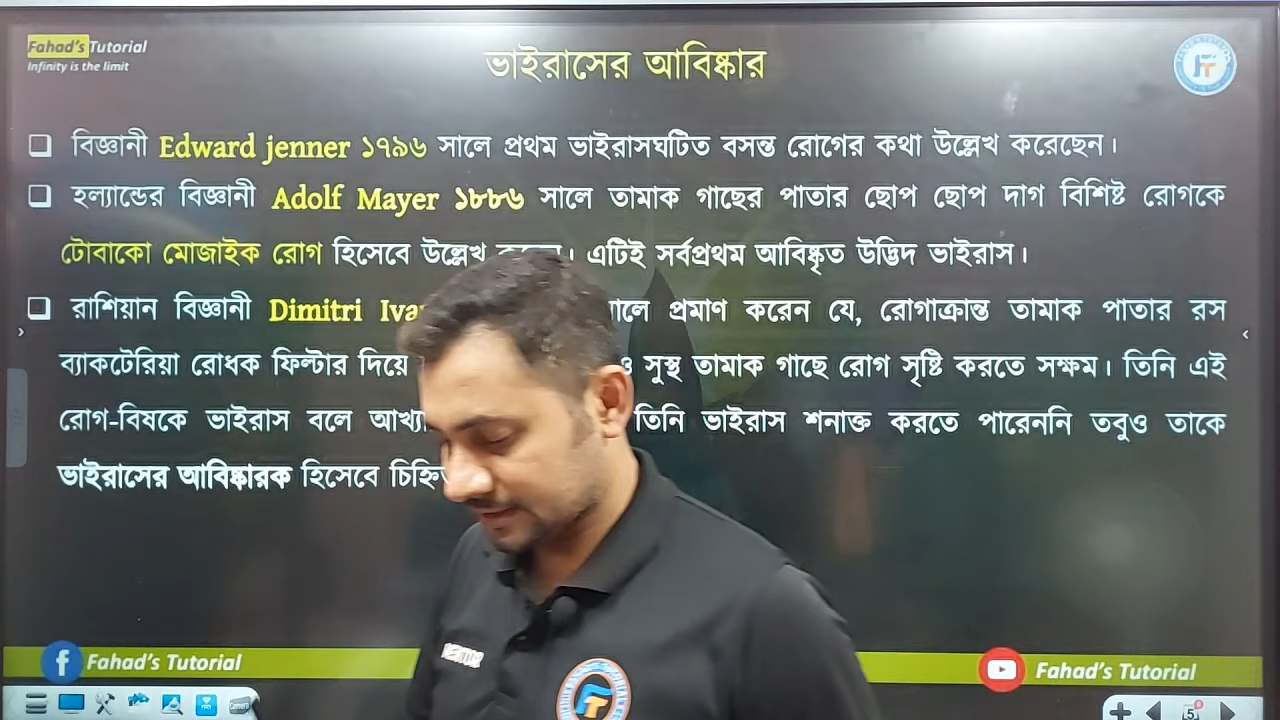 Fahad's Tutorial
Infinity is the limit
ভাইরাসের আবিষ্কার
বিজ্ঞানী Edward jenner ১৭৯৬ সালে প্রথম ভাইরাসঘটিত বসন্ত রোগের কথা উল্লেখ করেছেন।
হল্যান্ডের বিজ্ঞানী Adolf Mayer ১৮৮৬ সালে তামাক গাছের পাতার ছোপ ছোপ দাগ বিশিষ্ট রোগকে
টোবাকো মোজাইক রোগ হিসেবে উল্লেখ । এটিই সর্বপ্রথম আবিষ্কৃত উদ্ভিদ ভাইরাস।
রাশিয়ান বিজ্ঞানী Dimitri প্রমাণ করেন যে, রোগাক্রান্ত তামাক পাতার রস
ব্যাকটেরিয়া রোধক ফিল্টার দিয়ে সুস্থ তামাক গাছে রোগ সৃষ্টি করতে সক্ষম। তিনি এই
রোগ-বিষকে ভাইরাস বলে তিনি ভাইরাস শনাক্ত করতে পারেননি তবুও তাকে
ভাইরাসের আবিষ্কারক হিসেবে
Fahad's Tutorial
Fahad's Tutorial